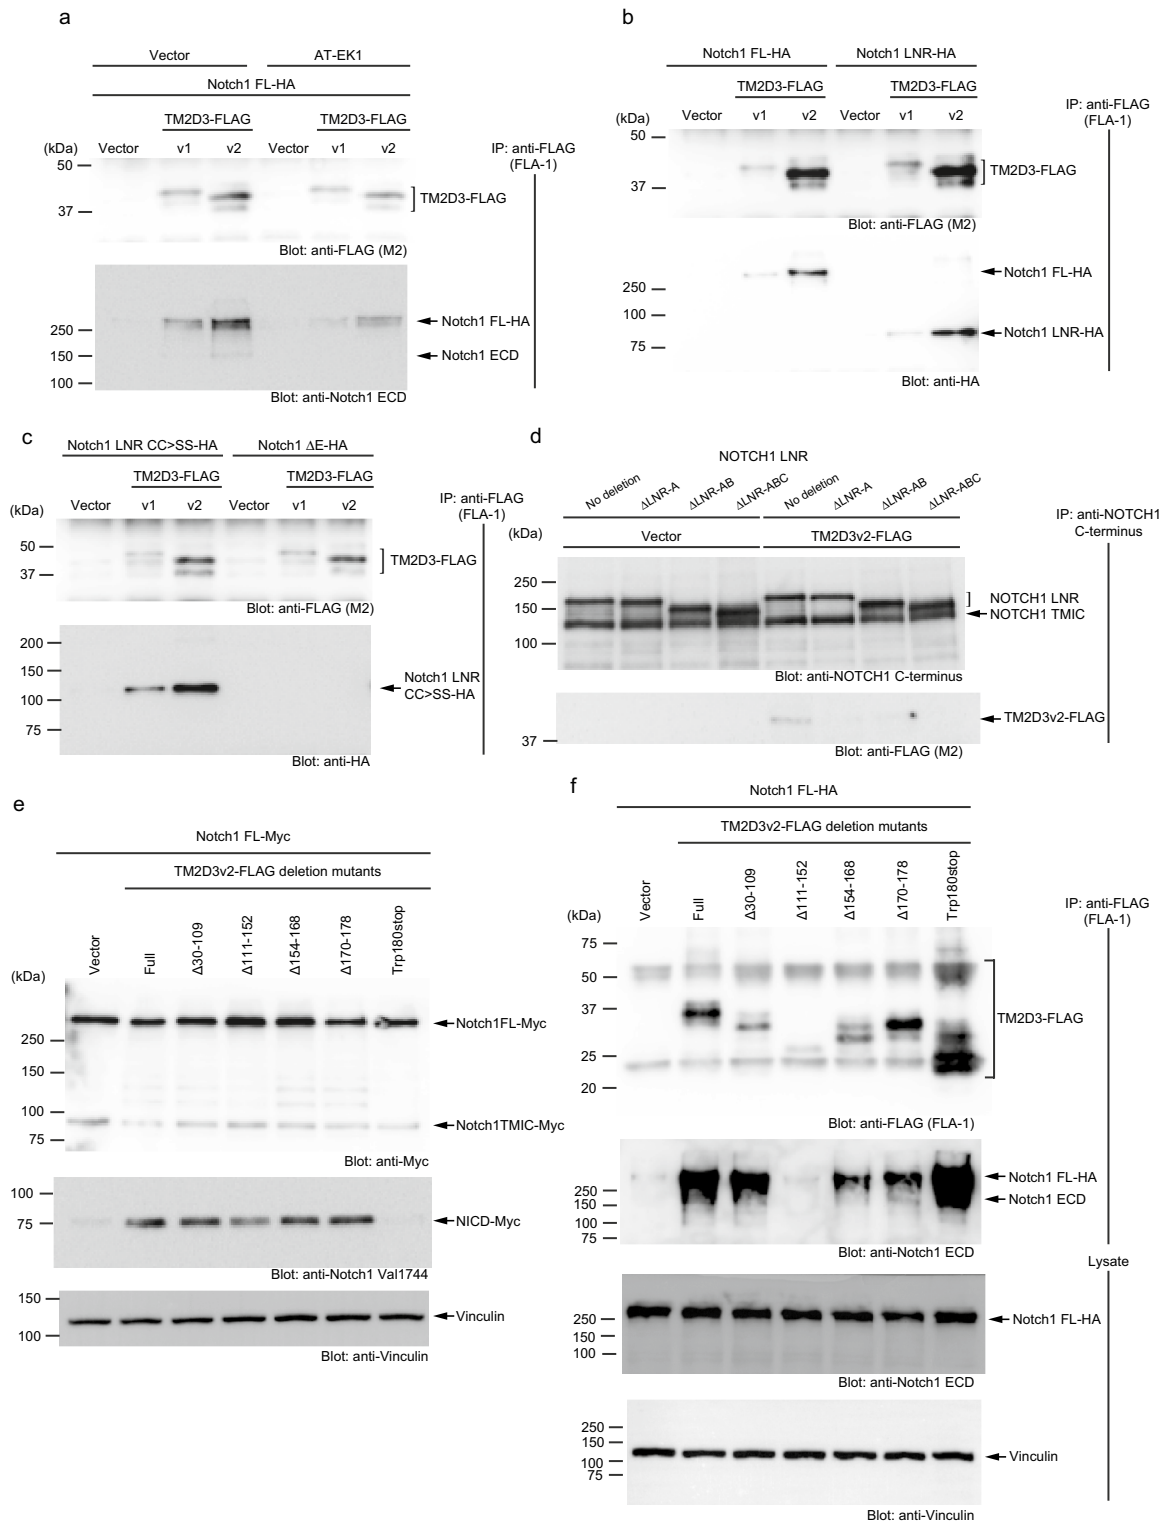 a
Vector AT-EK1
Notch1 FL-HA
TM2D3-FLAG TM2D3-FLAG
(kDa) Vector v1 v2 Vector v1 v2
IP: anti-FLAG
(FLA-1)
50
37
TM2D3-FLAG
Blot: anti-FLAG (M2)
Notch1 FL-HA
250
150
Notch1 ECD
100
Blot: anti-Notch1 ECD
b
Notch1 FL-HA Notch1 LNR-HA
TM2D3-FLAG TM2D3-FLAG
Vector v1 v2 Vector v1 v2
(kDa)
IP: anti-FLAG
(FLA-1)
50
37
TM2D3-FLAG
Blot: anti-FLAG (M2)
Notch1 FL-HA
250
100
Notch1 LNR-HA
75
Blot: anti-HA
c
Notch1 LNR CC>SS-HA Notch1 ΔE-HA
TM2D3-FLAG TM2D3-FLAG
(kDa) Vector v1 v2 Vector v1 v2
IP: anti-FLAG
(FLA-1)
50
37
TM2D3-FLAG
Blot: anti-FLAG (M2)
200
150
100
75
Notch1 LNR
CC>SS-HA
Blot: anti-HA
d
NOTCH1 LNR
No deletion ΔLNR-A ΔLNR-AB ΔLNR-ABC No deletion ΔLNR-A ΔLNR-AB ΔLNR-ABC
(kDa)
Vector TM2D3v2-FLAG
IP: anti-NOTCH1
C-terminus
250
150
100
NOTCH1 LNR
NOTCH1 TMIC
Blot: anti-NOTCH1 C-terminus
TM2D3v2-FLAG
37
Blot: anti-FLAG (M2)
e
Notch1 FL-Myc
TM2D3v2-FLAG deletion mutants
Vector Full Δ30-109 Δ111-152 Δ154-168 Δ170-178 Trp180stop
(kDa)
Notch1FL-Myc
250
150
100
75
Notch1TMIC-Myc
Blot: anti-Myc
100
75
NICD-Myc
Blot: anti-Notch1 Val1744
150
100
Vinculin
Blot: anti-Vinculin
f
Notch1 FL-HA
TM2D3v2-FLAG deletion mutants
Vector Full Δ30-109 Δ111-152 Δ154-168 Δ170-178 Trp180stop
(kDa)
IP: anti-FLAG
(FLA-1)
75
50
37
25
20
TM2D3-FLAG
Blot: anti-FLAG (FLA-1)
Notch1 FL-HA
250
150
100
75
Notch1 ECD
Blot: anti-Notch1 ECD
Lysate
250
150
100
Notch1 FL-HA
Blot: anti-Notch1 ECD
250
150
100
75
Vinculin
Blot: anti-Vinculin